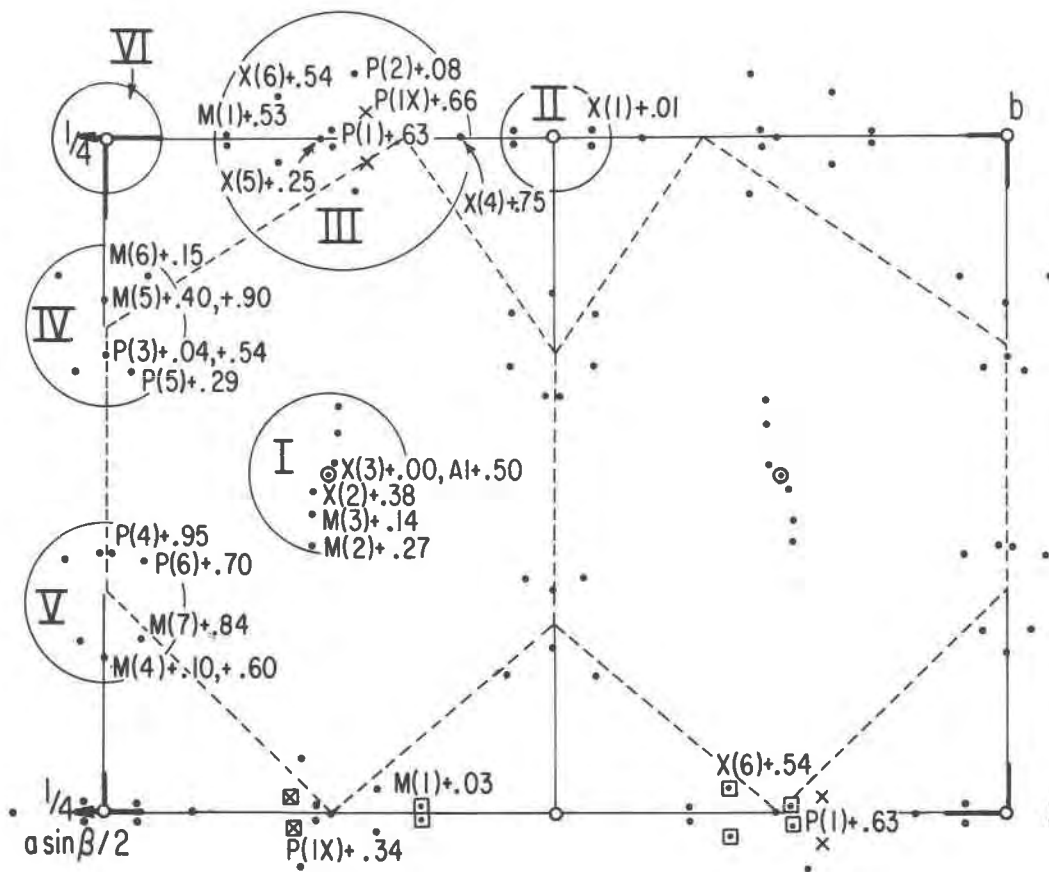 VI
X(6)+.54
P(2)+.08
P(1X)+.66
II
X(1)+.01
b
M(1)+.53
1/4
P(1)+.63
X(5)+.25
X(4)+.75
III
M(6)+.15
IV
M(5)+.40,+.90
P(3)+.04,+.54
P(5)+.29
I
X(3)+.00, Al+.50
X(2)+.38
M(3)+.14
M(2)+.27
P(4)+.95
P(6)+.70
V
M(7)+.84
M(4)+.10,+.60
X(6)+.54
M(1)+.03
1/4
P(1)+.63
a sinβ/2
P(1X)+.34